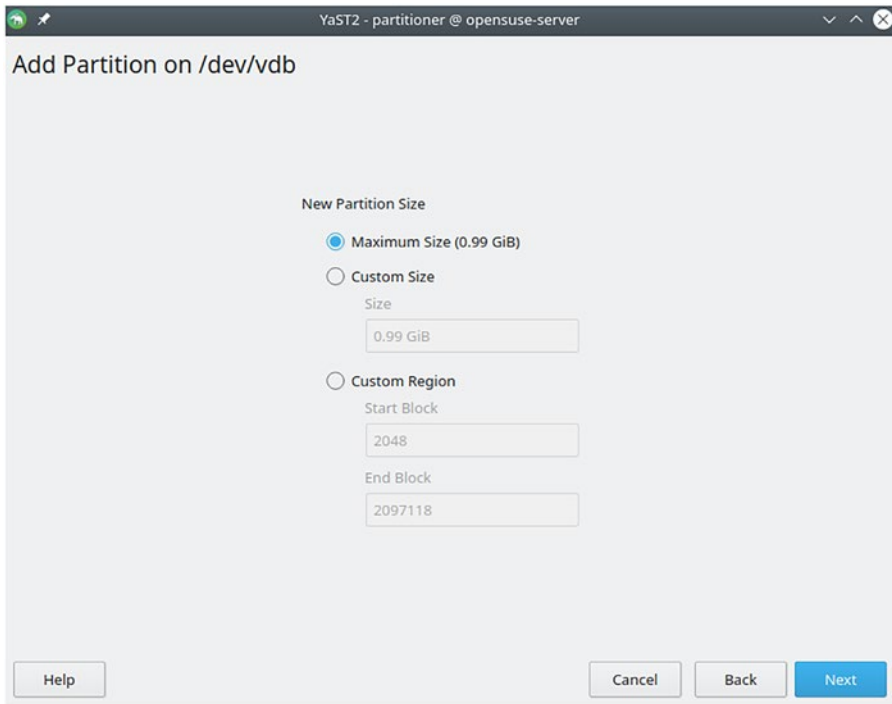 YaST2 - partitioner @ opensuse-server
Add Partition on /dev/vdb
New Partition Size
Maximum Size (0.99 GiB)
Custom Size
Size
0.99 GiB
Custom Region
Start Block
2048
End Block
2097118
Help Cancel Back Next